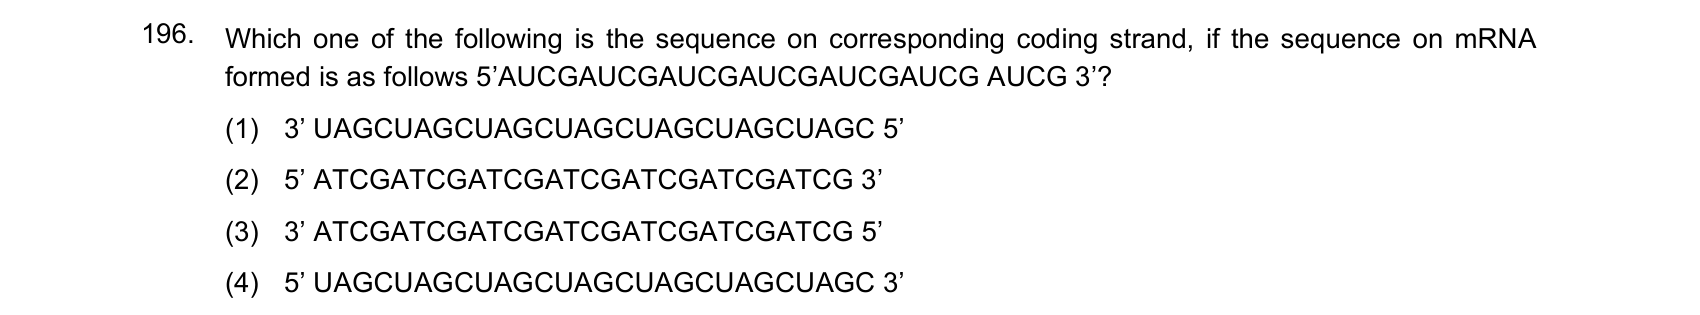 196. Which one of the following is the sequence on corresponding coding strand, if the sequence on mRNA
formed is as follows 5’AUCGAUCGAUCGAUCGAUCGAUCG AUCG 3’?
(1) 3’ UAGCUAGCUAGCUAGCUAGCUAGCUAGC 5’
(2) 5’ ATCGATCGATCGATCGATCGATCGATCG 3’
(3) 3’ ATCGATCGATCGATCGATCGATCGATCG 5’
(4) 5’ UAGCUAGCUAGCUAGCUAGCUAGCUAGC 3’